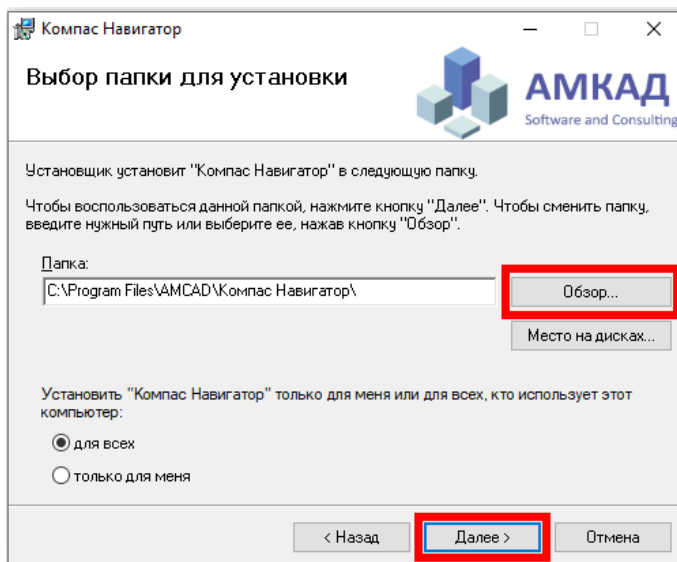 Компас Навигатор
Выбор папки для установки
АМКАД
Software and Consulting
Установщик установит "Компас Навигатор" в следующую папку.
Чтобы воспользоваться данной папкой, нажмите кнопку "Далее". Чтобы сменить папку,
введите нужный путь или выберите ее, нажав кнопку "Обзор".
Папка:
C:\Program Files\AMCAD\Компас Навигатор\
Обзор...
Место на дисках...
Установить "Компас Навигатор" только для меня или для всех, кто использует этот
компьютер:
для всех
только для меня
< Назад
Далее >
Отмена